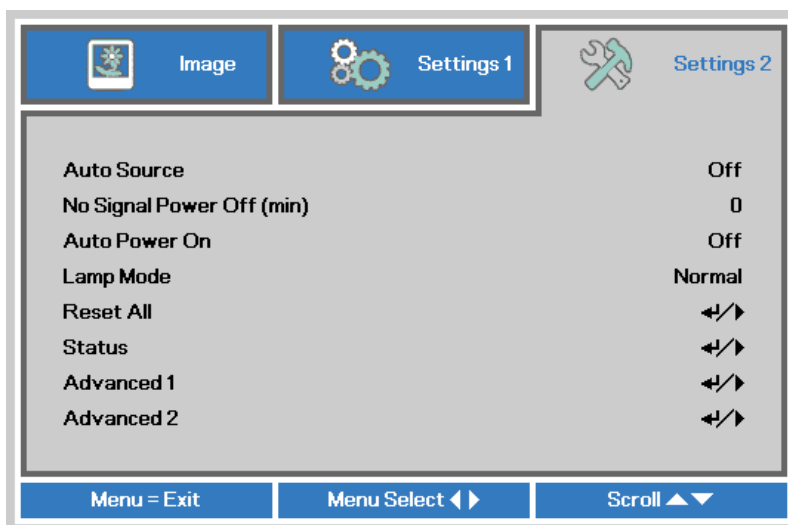 Image Settings 1 Settings 2
Auto Source Off
No Signal Power Off (min) 0
Auto Power On Off
Lamp Mode Normal
Reset All ↵/▶
Status ↵/▶
Advanced 1 ↵/▶
Advanced 2 ↵/▶
Menu = Exit Menu Select ◀▶ Scroll ▲▼